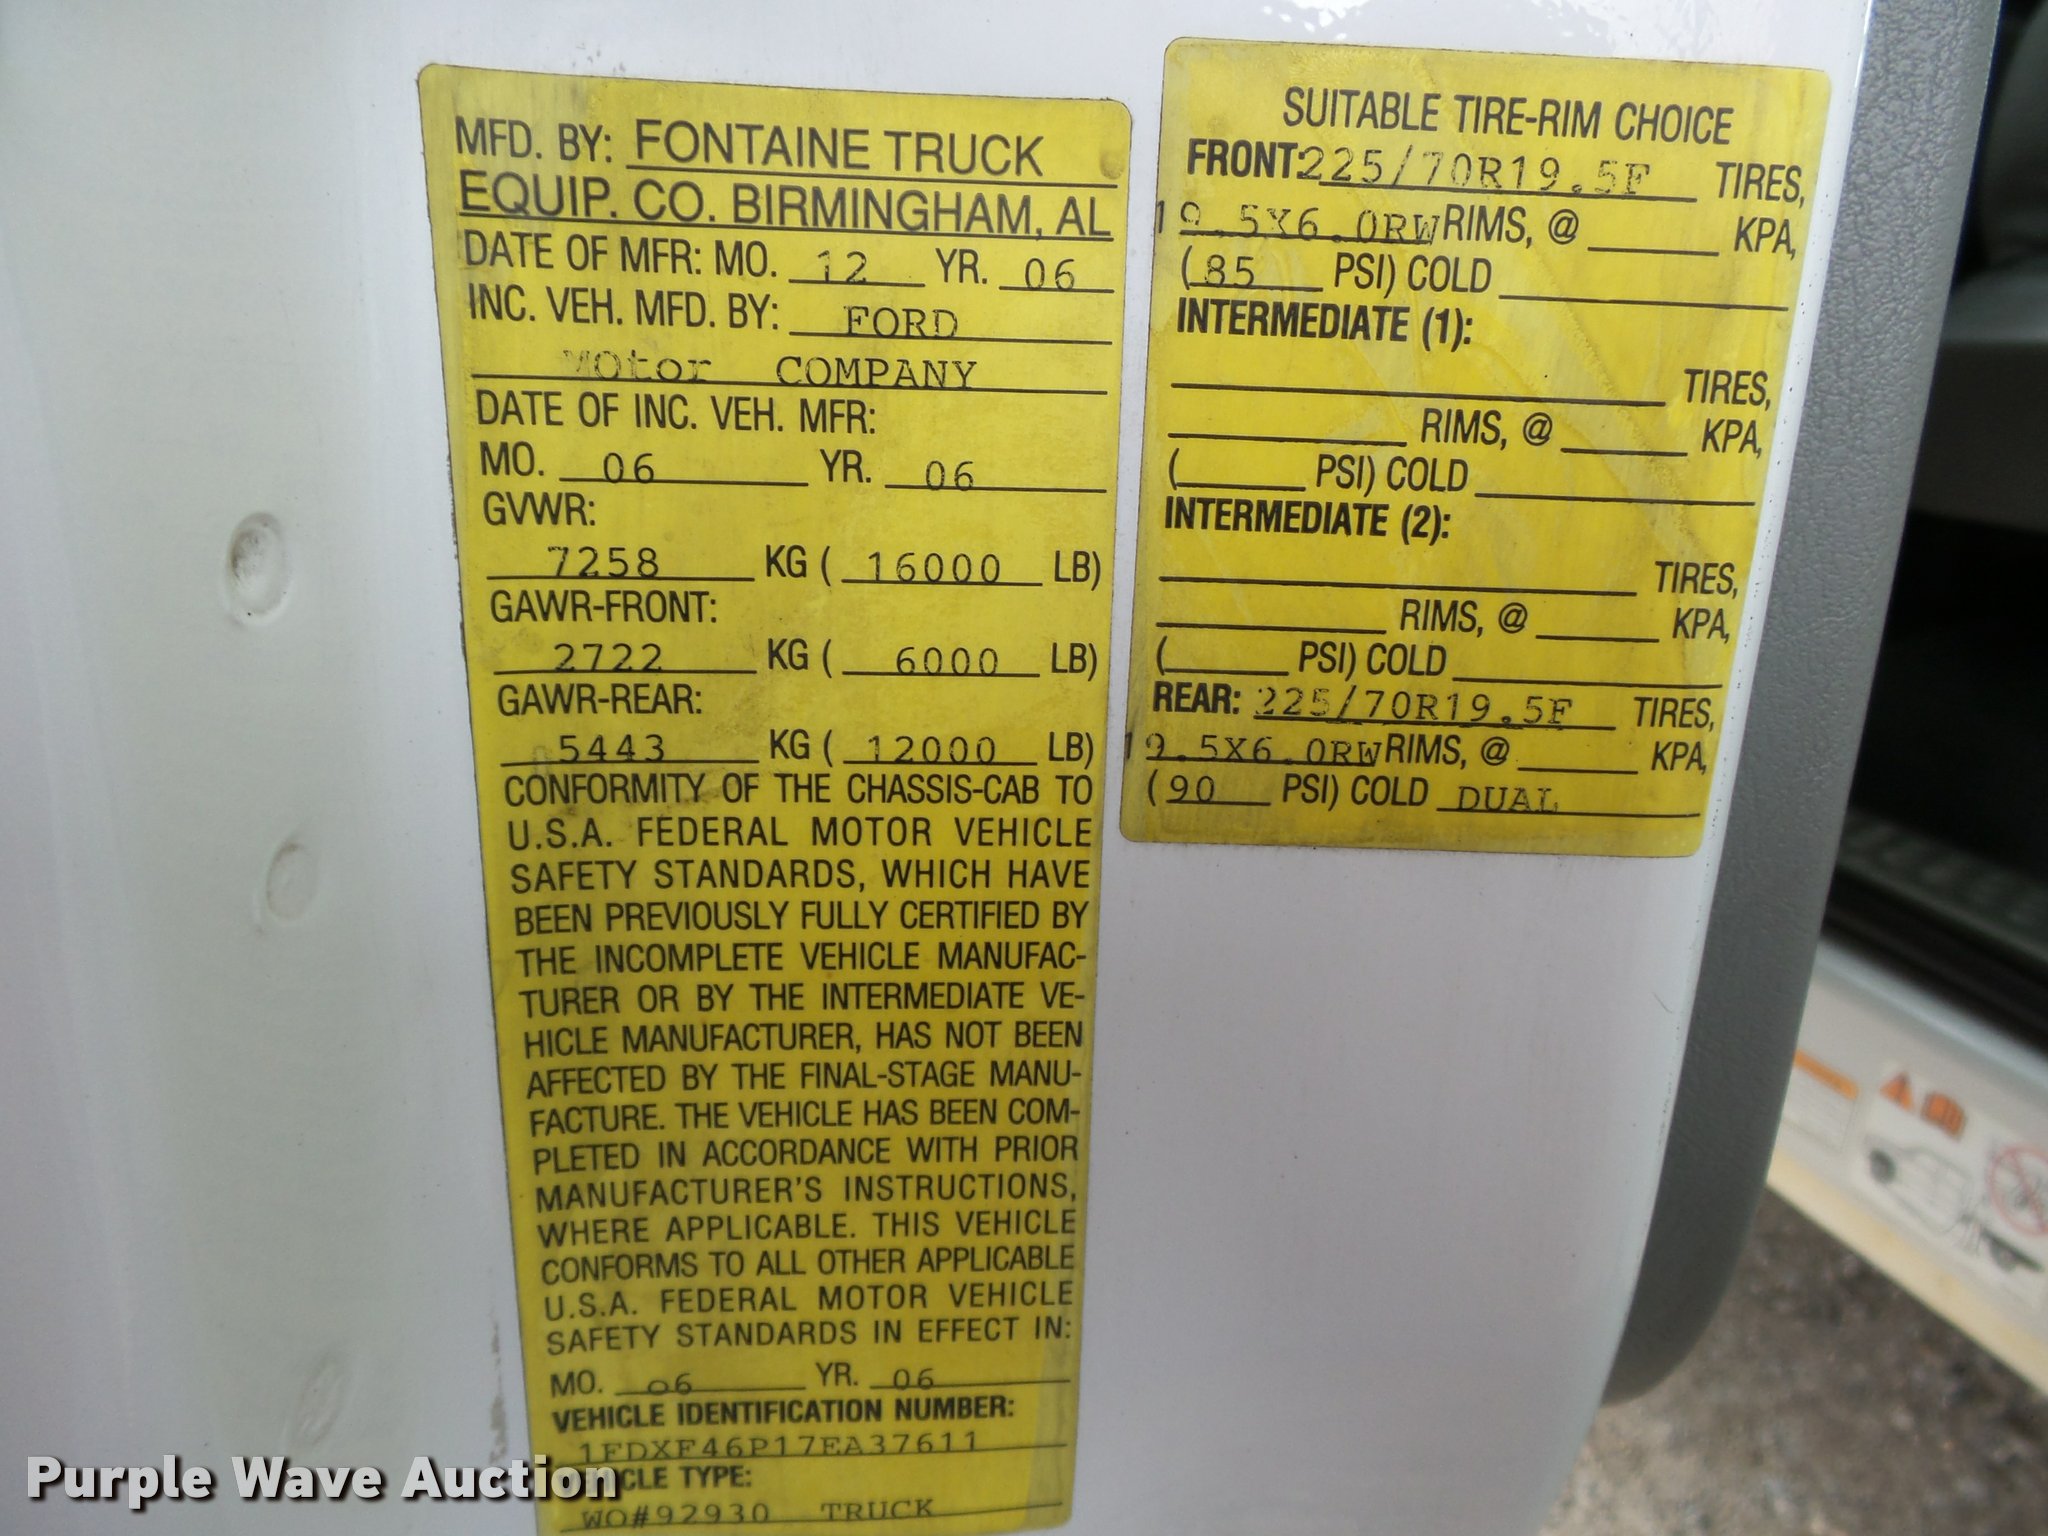 MFD. BY: FONTAINE TRUCK
EQUIP. CO. BIRMINGHAM, AL
DATE OF MFR: MO. 12 YR. 06
INC. VEH. MFD. BY: FORD
MOtor COMPANY
DATE OF INC. VEH. MFR:
MO. 06 YR. 06
GVWR:
7258 KG ( 16000 LB)
GAWR-FRONT:
2722 KG ( 6000 LB)
GAWR-REAR:
5443 KG ( 12000 LB)
CONFORMITY OF THE CHASSIS-CAB TO
U.S.A. FEDERAL MOTOR VEHICLE
SAFETY STANDARDS, WHICH HAVE
BEEN PREVIOUSLY FULLY CERTIFIED BY
THE INCOMPLETE VEHICLE MANUFAC-
TURER OR BY THE INTERMEDIATE VE-
HICLE MANUFACTURER, HAS NOT BEEN
AFFECTED BY THE FINAL-STAGE MANU-
FACTURE. THE VEHICLE HAS BEEN COM-
PLETED IN ACCORDANCE WITH PRIOR
MANUFACTURER'S INSTRUCTIONS,
WHERE APPLICABLE. THIS VEHICLE
CONFORMS TO ALL OTHER APPLICABLE
U.S.A. FEDERAL MOTOR VEHICLE
SAFETY STANDARDS IN EFFECT IN:
MO. 06 YR. 06
VEHICLE IDENTIFICATION NUMBER:
1FDXF46P17EA37611
VEHICLE TYPE:
WO#92930 TRUCK
SUITABLE TIRE-RIM CHOICE
FRONT: 225/70R19.5F TIRES,
19.5X6.0RW RIMS, @ KPA,
(85 PSI) COLD
INTERMEDIATE (1):
TIRES,
RIMS, @ KPA,
( PSI) COLD
INTERMEDIATE (2):
TIRES,
RIMS, @ KPA,
( PSI) COLD
REAR: 225/70R19.5F TIRES,
19.5X6.0RW RIMS, @ KPA,
(90 PSI) COLD DUAL
Purple Wave Auction